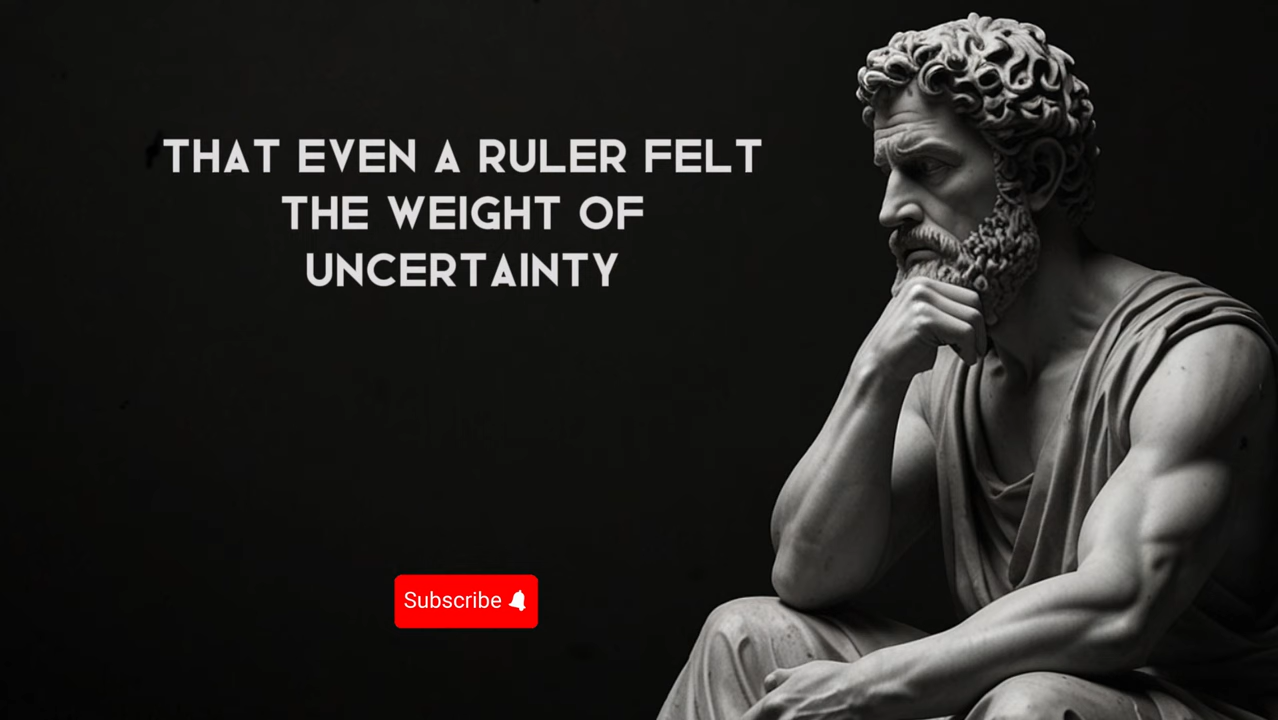 THAT EVEN A RULER FELT
THE WEIGHT OF
UNCERTAINTY
Subscribe